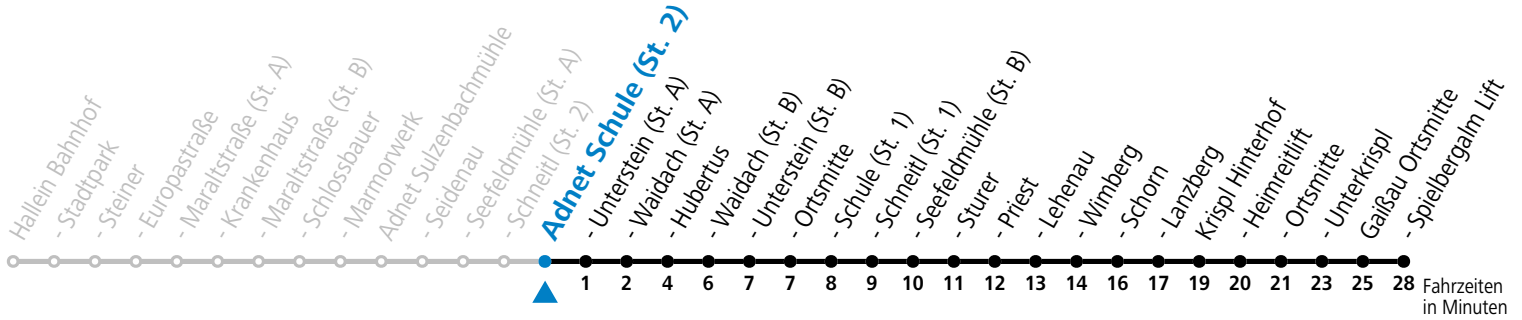 Hallein Bahnhof
- Stadtpark
- Steiner
- Europastraße
- Maraltstraße (St. A)
- Krankenhaus
- Maraltstraße (St. B)
- Schlossbauer
- Marmorwerk
Adnet Sulzenbachmühle
- Seidenau
- Seefeldmühle (St. A)
- Schneitl (St. 2)
Adnet Schule (St. 2)
- Unterstein (St. A)
- Waidach (St. A)
- Hubertus
- Waidach (St. B)
- Unterstein (St. B)
- Ortsmitte
- Schule (St. 1)
- Schneitl (St. 1)
- Seefeldmühle (St. B)
- Sturer
- Priest
- Lehenau
- Wimberg
- Schorn
- Lanzberg
Krispl Hinterhof
- Heimreitlift
- Ortsmitte
- Unterkrispl
Gaißau Ortsmitte
- Spielbergalm Lift
1 2 4 6 7 7 8 9 10 11 12 13 14 16 17 19 20 21 23 25 28 Fahrzeiten
in Minuten